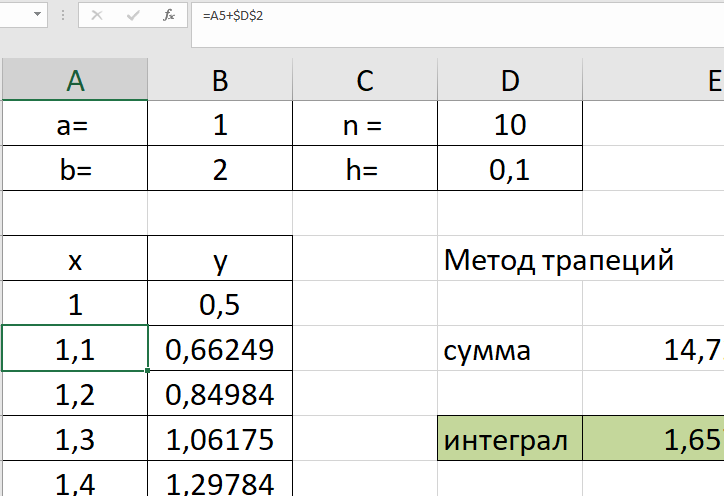 =A5+$D$2
A B C D E
a= 1 n = 10
b= 2 h= 0,1
x y Метод трапеций
1 0,5
1,1 0,66249 сумма 14,7
1,2 0,84984
1,3 1,06175 интеграл 1,65
1,4 1,29784